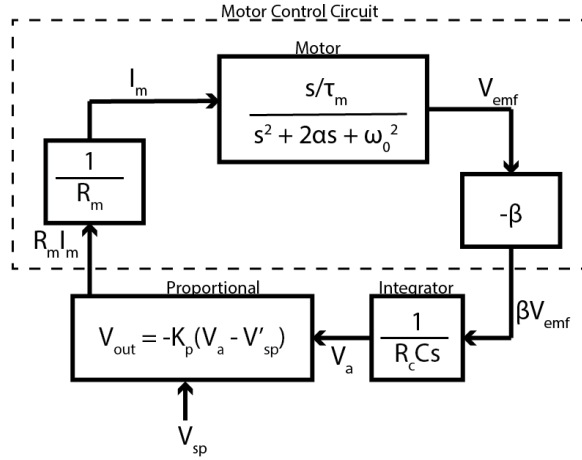 Motor Control Circuit
Motor
I_m
s/τ_m
s² + 2αs + ω₀²
V_emf
1
R_m
-β
R_mI_m
Proportional
V_out = -K_p(V_a - V'_sp)
Integrator
1
R_cCs
βV_emf
V_a
V_sp